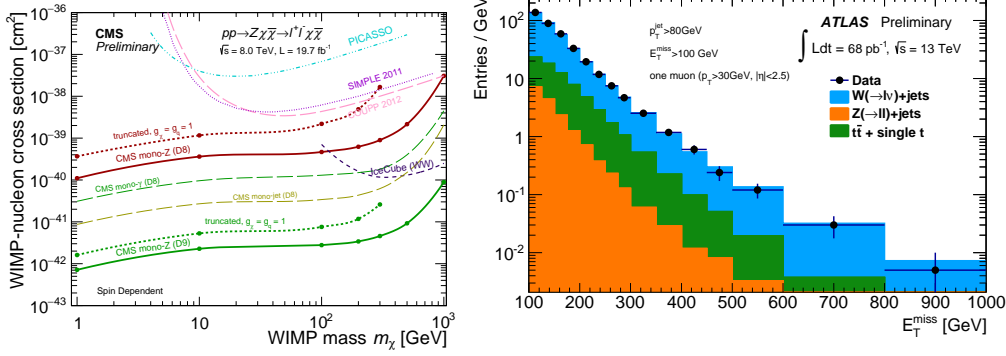 CMS
Preliminary
pp→Zχχ̄→l⁺l⁻χχ̄
√s = 8.0 TeV, L = 19.7 fb⁻¹
PICASSO
SIMPLE 2011
COUPP 2012
truncated, g_χ = g_q = 1
CMS mono-Z (D8)
IceCube (WW)
CMS mono-γ (D8)
CMS mono-jet (D8)
truncated, g_χ = g_q = 1
CMS mono-Z (D9)
Spin Dependent
WIMP-nucleon cross section [cm²]
10⁻³⁶
10⁻³⁷
10⁻³⁸
10⁻³⁹
10⁻⁴⁰
10⁻⁴¹
10⁻⁴²
10⁻⁴³
1 10 10² 10³
WIMP mass m_χ [GeV]
Entries / GeV
10²
10
1
10⁻¹
10⁻²
p_T^jet>80GeV
E_T^miss>100 GeV
one muon (p_T>30GeV, |η|<2.5)
ATLAS Preliminary
∫ Ldt = 68 pb⁻¹, √s = 13 TeV
Data
W(→lν)+jets
Z(→ll)+jets
tt̄ + single t
100 200 300 400 500 600 700 800 900 1000
E_T^miss [GeV]